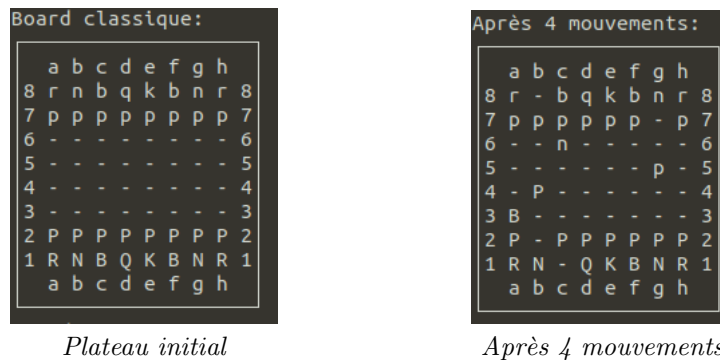 Board classique:
a b c d e f g h
8 r n b q k b n r 8
7 p p p p p p p p 7
6 - - - - - - - - 6
5 - - - - - - - - 5
4 - - - - - - - - 4
3 - - - - - - - - 3
2 P P P P P P P P 2
1 R N B Q K B N R 1
a b c d e f g h
Plateau initial
Après 4 mouvements:
a b c d e f g h
8 r - b q k b n r 8
7 p p p p p p - p 7
6 - - n - - - - - 6
5 - - - - - - p - 5
4 - P - - - - - - 4
3 B - - - - - - - 3
2 P - P P P P P P 2
1 R N - Q K B N R 1
a b c d e f g h
Après 4 mouvements